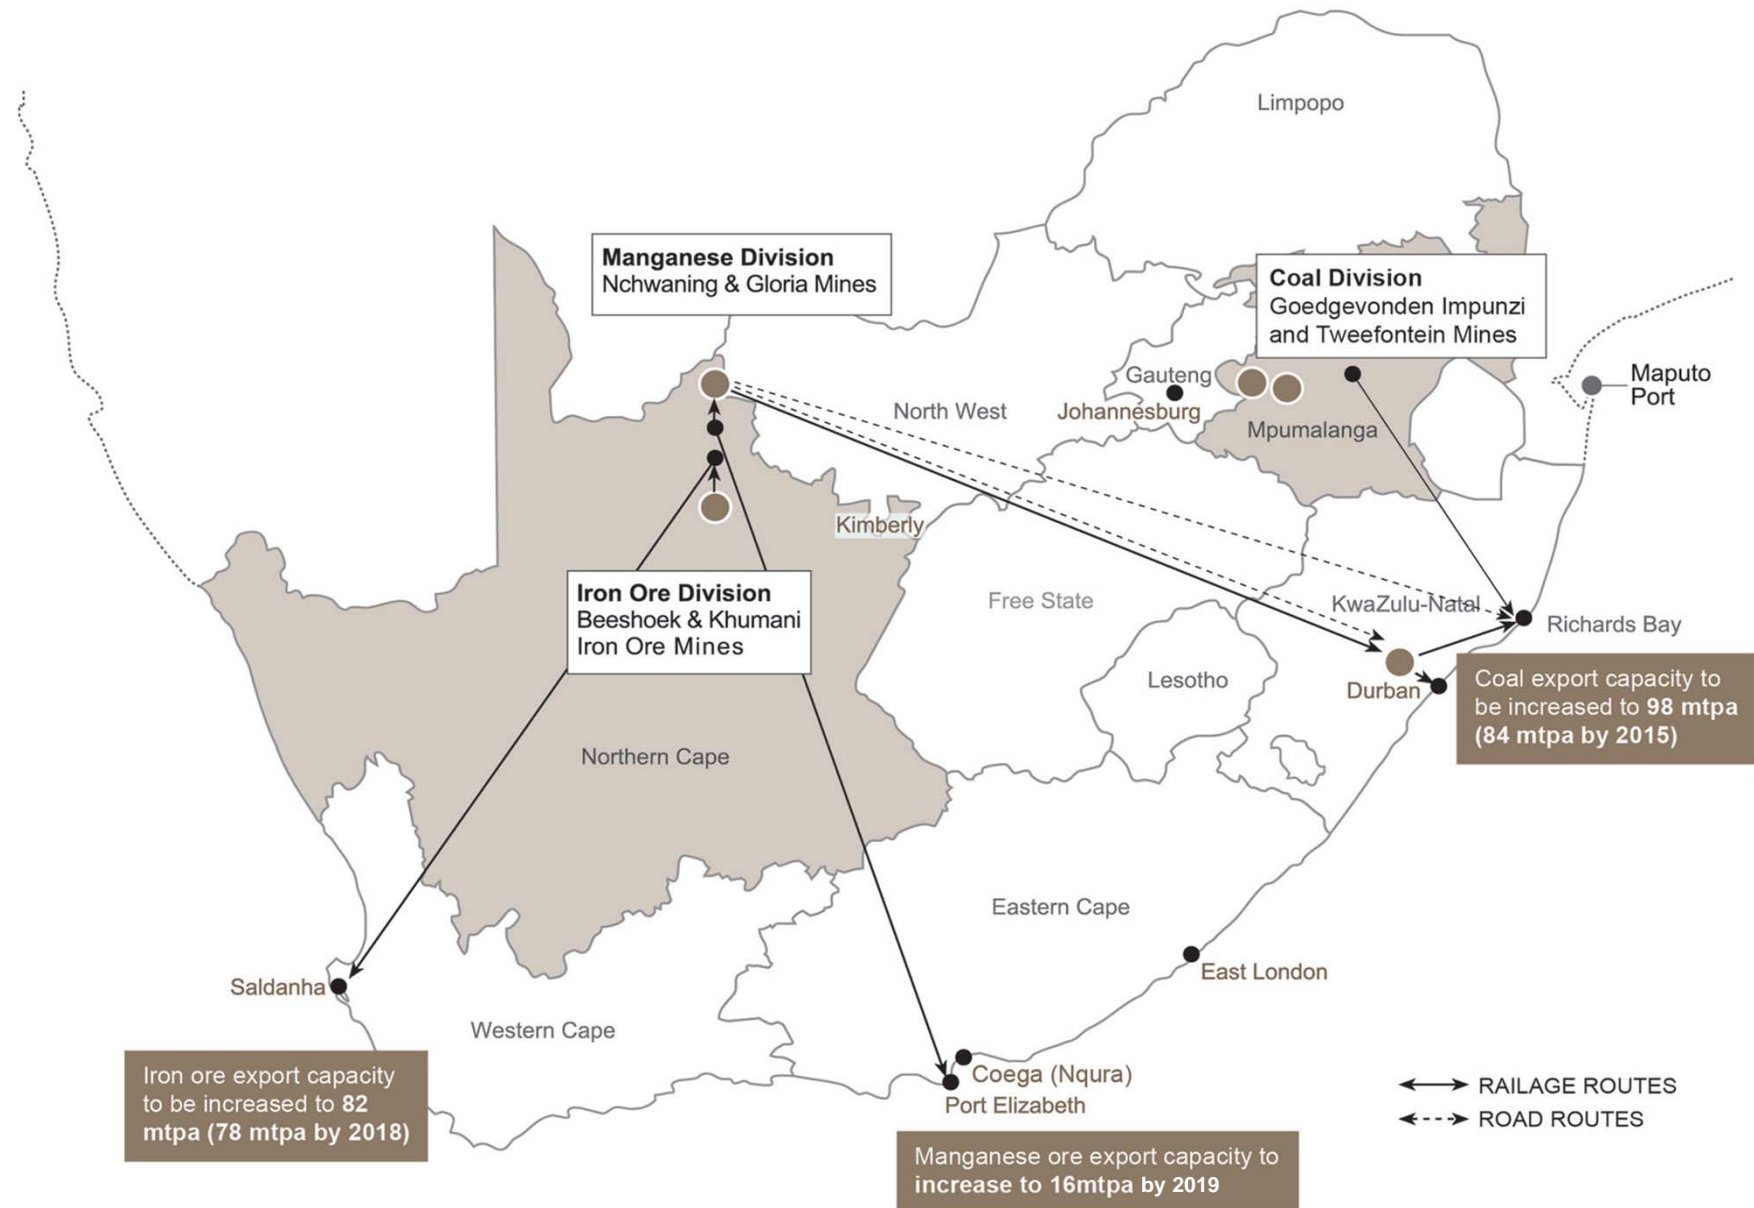 Limpopo
Manganese Division
Nchwaning & Gloria Mines
Coal Division
Goedgevonden Impunzi
and Tweefontein Mines
Gauteng
Johannesburg
North West
Mpumalanga
Maputo
Port
Kimberly
Iron Ore Division
Beeshoek & Khumani
Iron Ore Mines
Free State
KwaZulu-Natal
Richards Bay
Lesotho
Durban
Coal export capacity to
be increased to 98 mtpa
(84 mtpa by 2015)
Northern Cape
Eastern Cape
East London
Saldanha
Western Cape
Iron ore export capacity
to be increased to 82
mtpa (78 mtpa by 2018)
Coega (Nqura)
Port Elizabeth
Manganese ore export capacity to
increase to 16mtpa by 2019
RAILAGE ROUTES
ROAD ROUTES